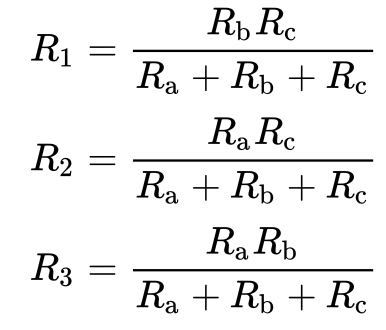 R₁ = RbRc / (Ra + Rb + Rc)
R₂ = RaRc / (Ra + Rb + Rc)
R₃ = RaRb / (Ra + Rb + Rc)